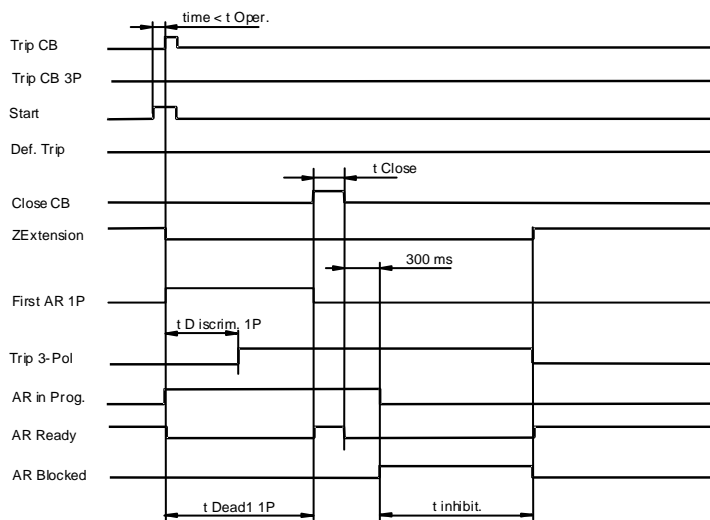 time < t Oper.
Trip CB
Trip CB 3P
Start
Def. Trip
t Close
Close CB
ZExtension
300 ms
First AR 1P
t D iscrim. 1P
Trip 3-Pol
AR in Prog.
AR Ready
AR Blocked
t Dead1 1P
t inhibit.